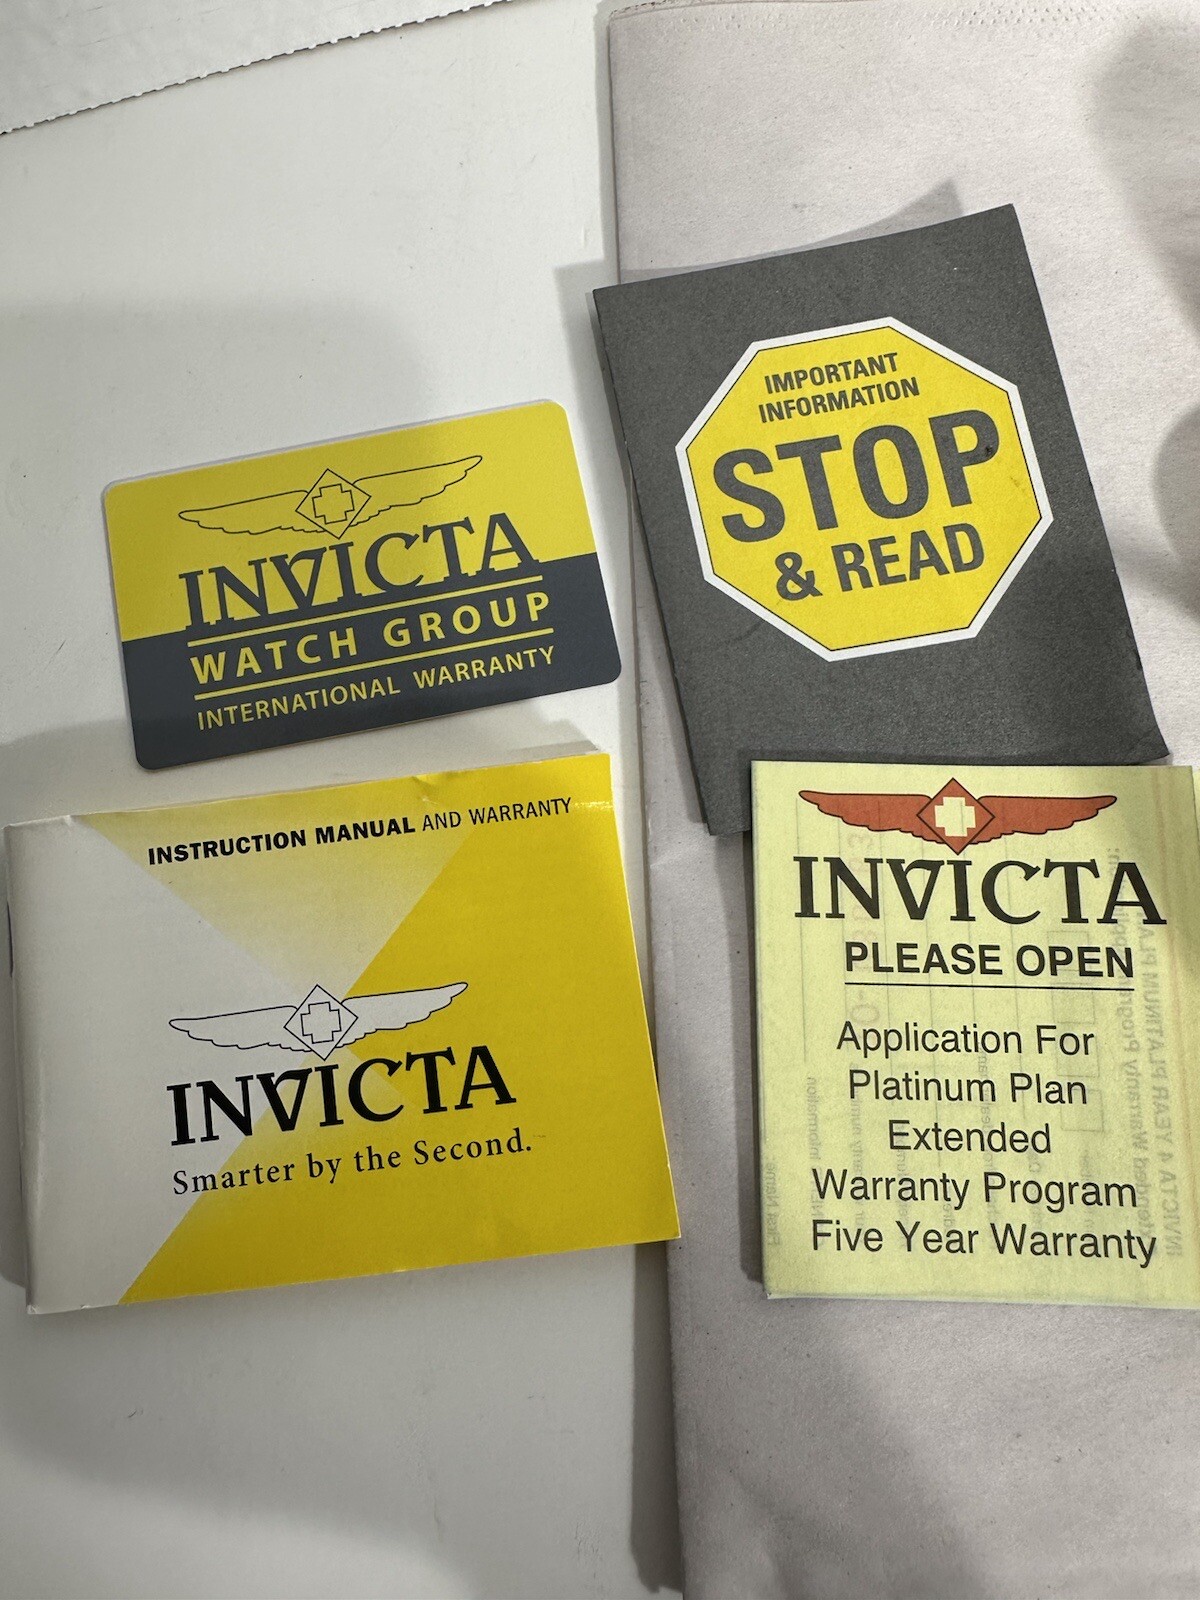 INVICTA
WATCH GROUP
INTERNATIONAL WARRANTY
IMPORTANT
INFORMATION
STOP
& READ
INSTRUCTION MANUAL AND WARRANTY
INVICTA
Smarter by the Second.
INVICTA
PLEASE OPEN
Application For
Platinum Plan
Extended
Warranty Program
Five Year Warranty